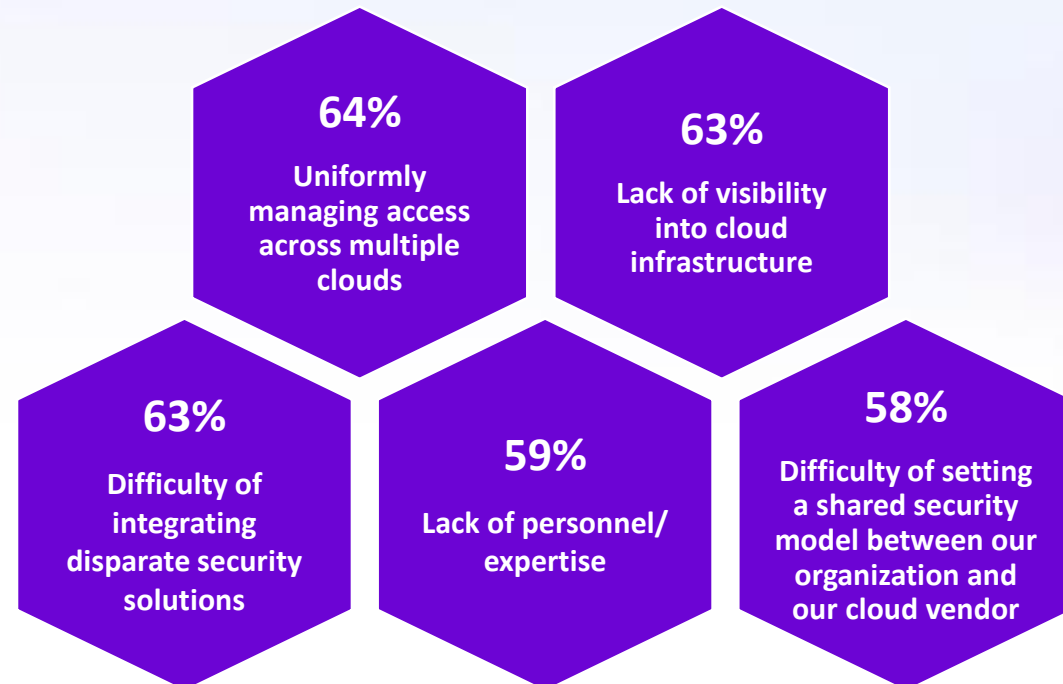 64%
Uniformly
managing access
across multiple
clouds
63%
Lack of visibility
into cloud
infrastructure
63%
Difficulty of
integrating
disparate security
solutions
59%
Lack of personnel/
expertise
58%
Difficulty of setting
a shared security
model between our
organization and
our cloud vendor